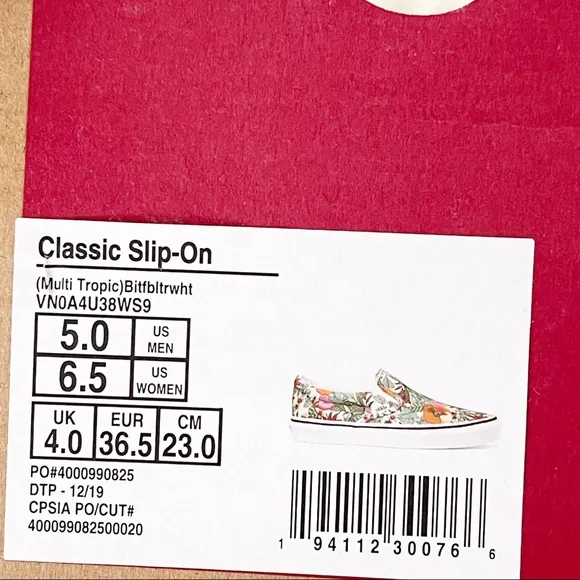 Classic Slip-On
(Multi Tropic)Bitfbltrwht
VN0A4U38WS9
5.0 US MEN
6.5 US WOMEN
UK EUR CM
4.0 36.5 23.0
PO#4000990825
DTP - 12/19
CPSIA PO/CUT#
400099082500020
1 94112 30076 6